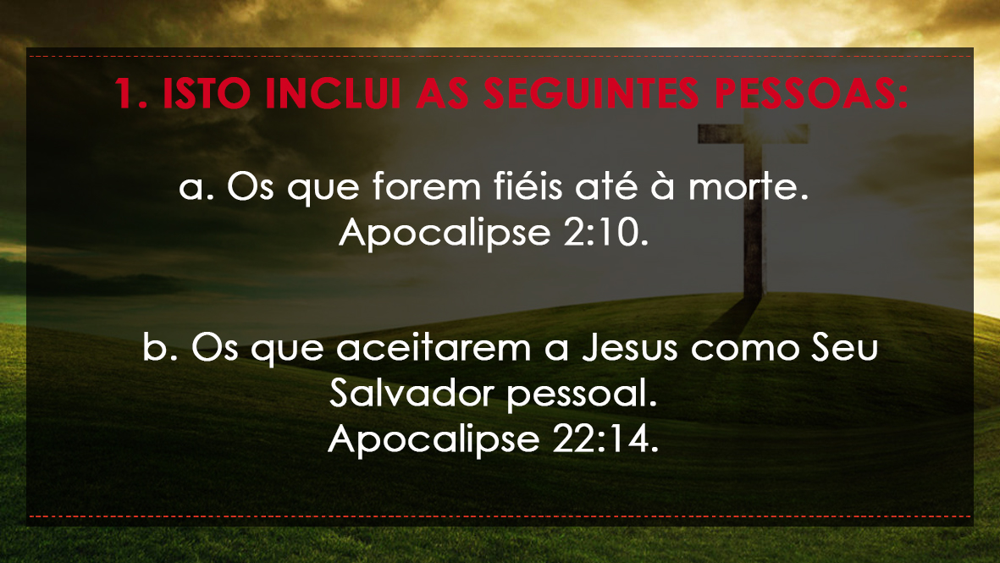 1. ISTO INCLUI AS SEGUINTES PESSOAS:
a. Os que forem fiéis até à morte.
Apocalipse 2:10.
b. Os que aceitarem a Jesus como Seu
Salvador pessoal.
Apocalipse 22:14.